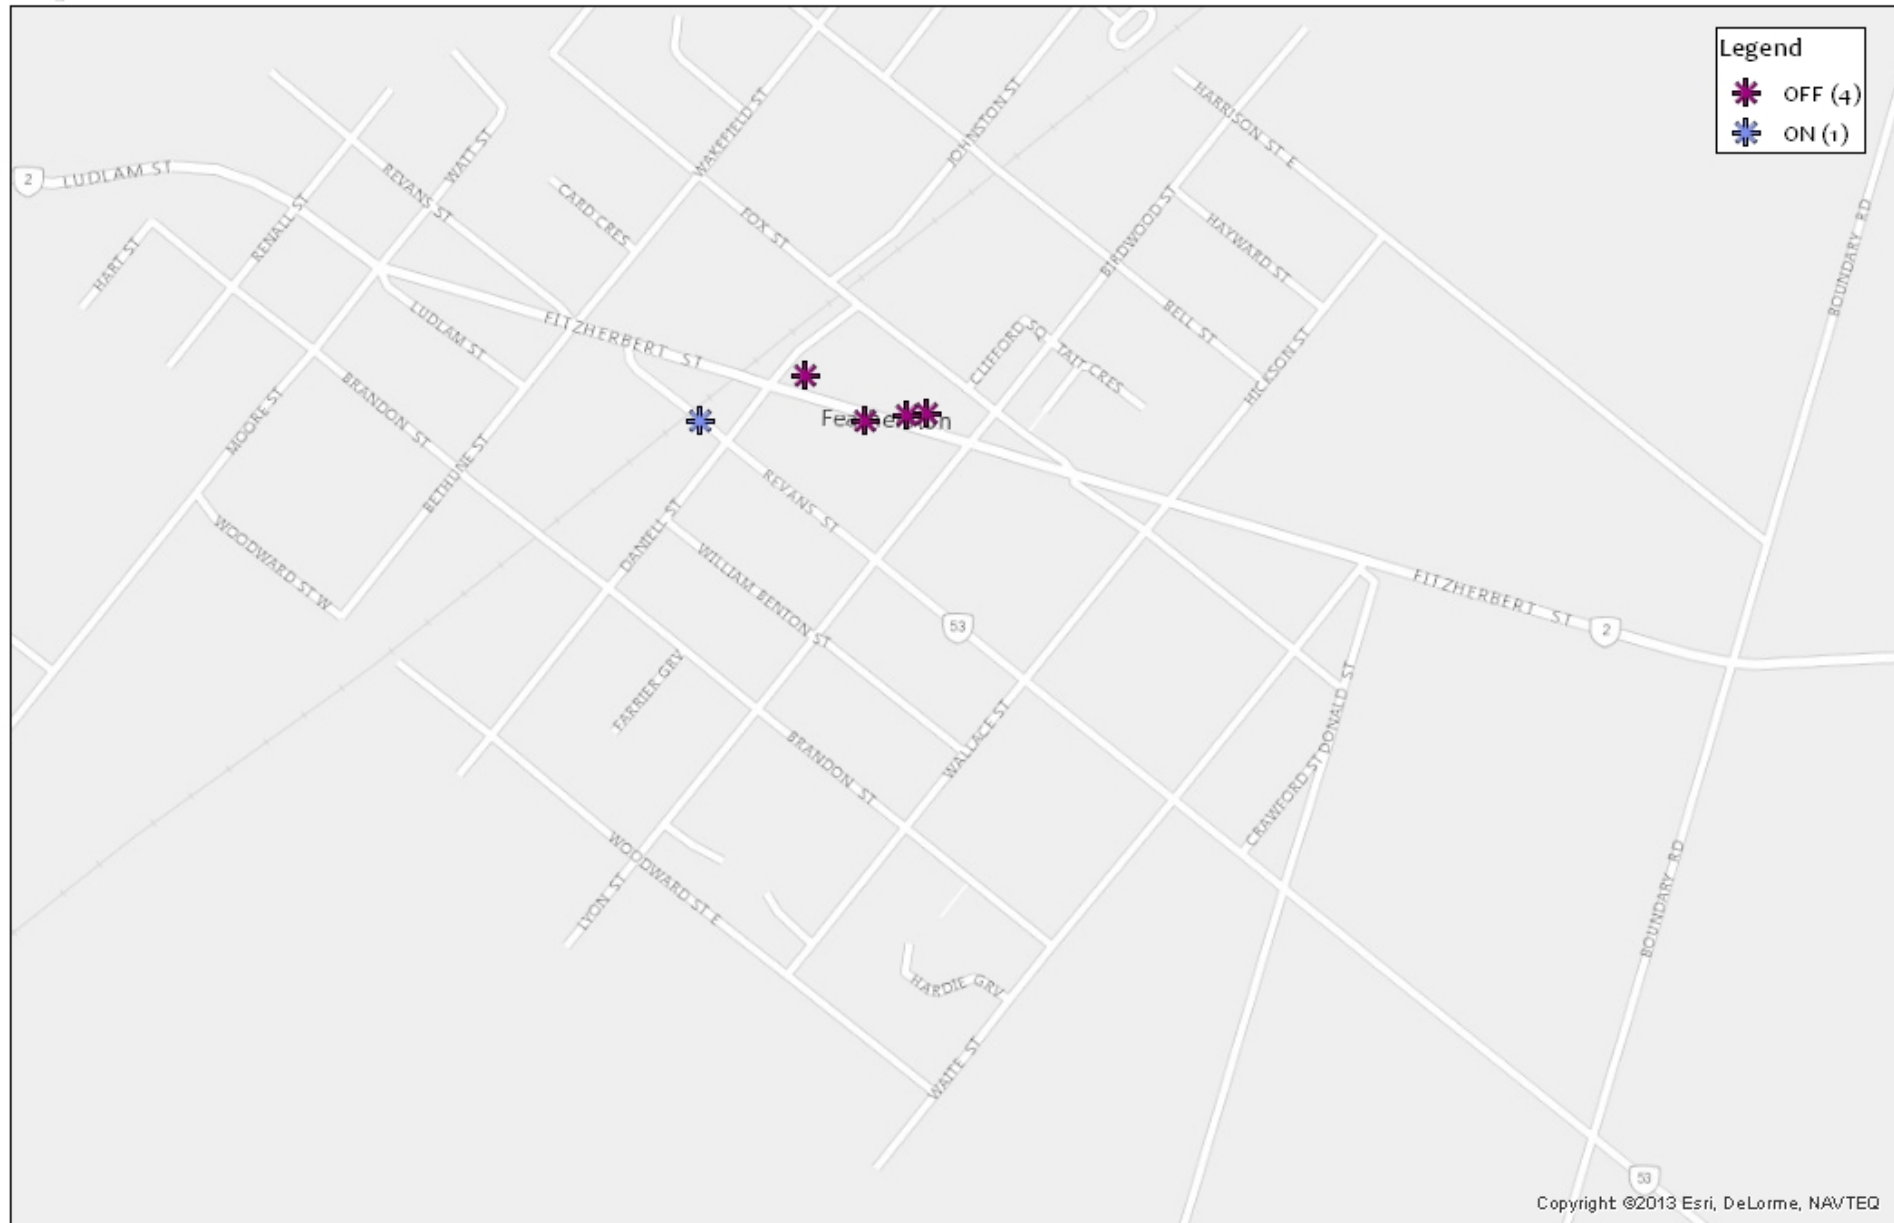 Legend
OFF (4)
ON (1)
HARRISON ST E
JOHNSTON ST
WAKEFIELD ST
WATT ST
REVANS ST
2
LUDLAM ST
RENALL ST
HART ST
CARD CRES
FOX ST
BIRDWOOD ST
HAYWARD ST
BOUNDARY RD
BELL ST
LUDLAM ST
FITZHERBERT ST
CLIFFORD SQ
TAIT CRES
HICKSON ST
MOORE ST
BRANDON ST
BETHUNE ST
REVANS ST
DANIELL ST
WOODWARD ST W
WILLIAM BENTON ST
FITZHERBERT ST
2
53
FARRIER GRV
WALLACE ST
DONALD ST
BRANDON ST
CRAWFORD ST
WOODWARD ST E
LYON ST
BOUNDARY RD
HARDIE GRV
WAITE ST
53
Copyright ©2013 Esri, DeLorme, NAVTEQ